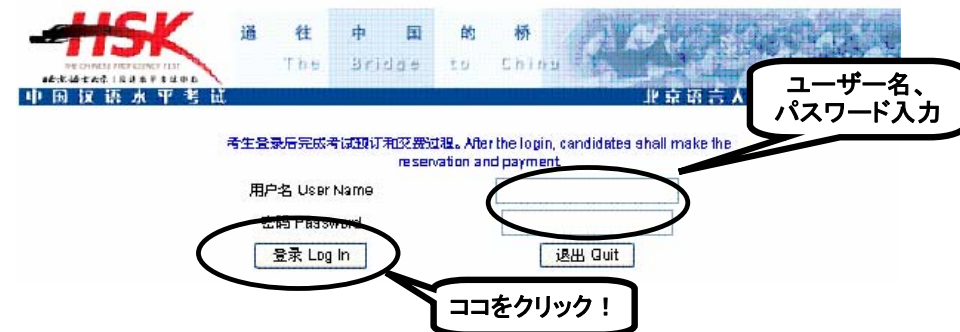 HSK
THE CHINESE PROFICIENCY TEST
通 往 中 国 的 桥
The Bridge to China
中国汉语水平考试
北京语言
ユーザー名、
パスワード入力
考生登录后完成考试预订和交费过程。After the login, candidates shall make the
reservation and payment
用户名 User Name
密码 Password
登录 Log In
退出 Quit
ココをクリック！